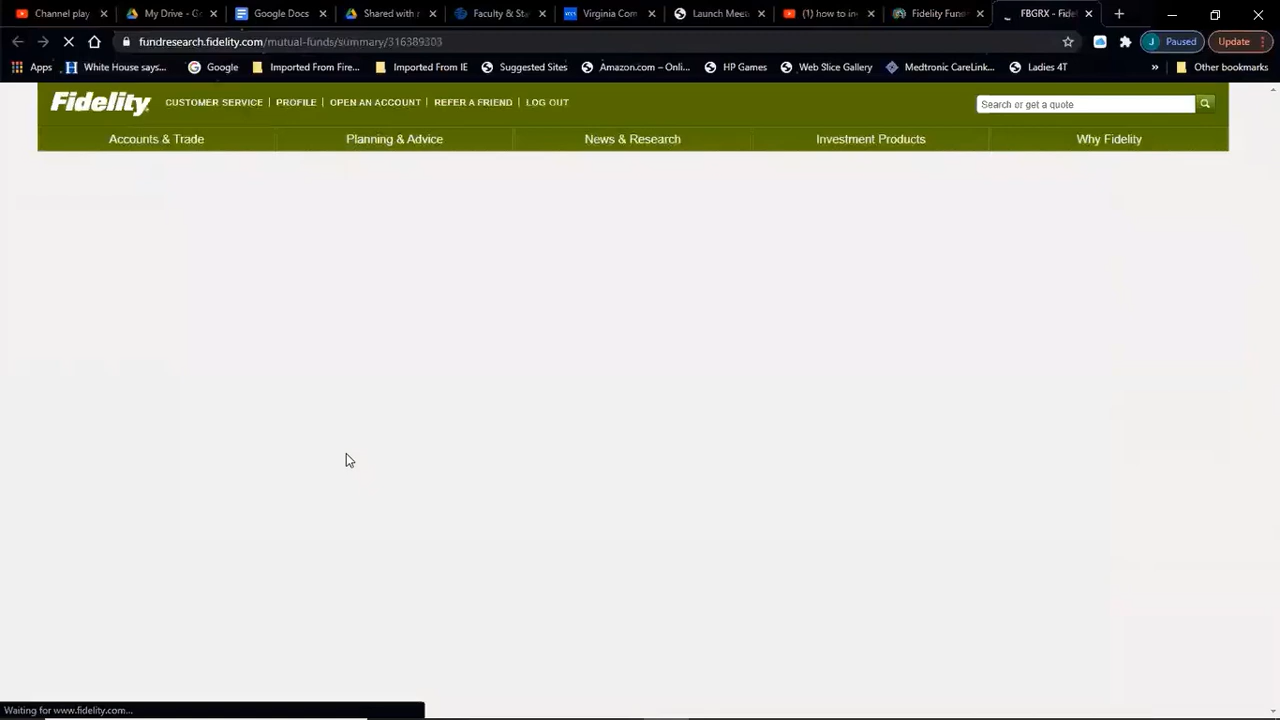 Channel play
My Drive - Go
Google Docs
Shared with
Faculty & Sta
Virginia Com
Launch Meet
(1) how to in
Fidelity Fun
FBGRX - Fidel
fundresearch.fidelity.com/mutual-funds/summary/316389303
J Paused
Update
Apps
White House says...
Google
Imported From Fire...
Imported From IE
Suggested Sites
Amazon.com – Onli...
HP Games
Web Slice Gallery
Medtronic CareLink...
Ladies 4T
»
Other bookmarks
Fidelity
CUSTOMER SERVICE | PROFILE | OPEN AN ACCOUNT | REFER A FRIEND | LOG OUT
Search or get a quote
Accounts & Trade
Planning & Advice
News & Research
Investment Products
Why Fidelity
Waiting for www.fidelity.com...